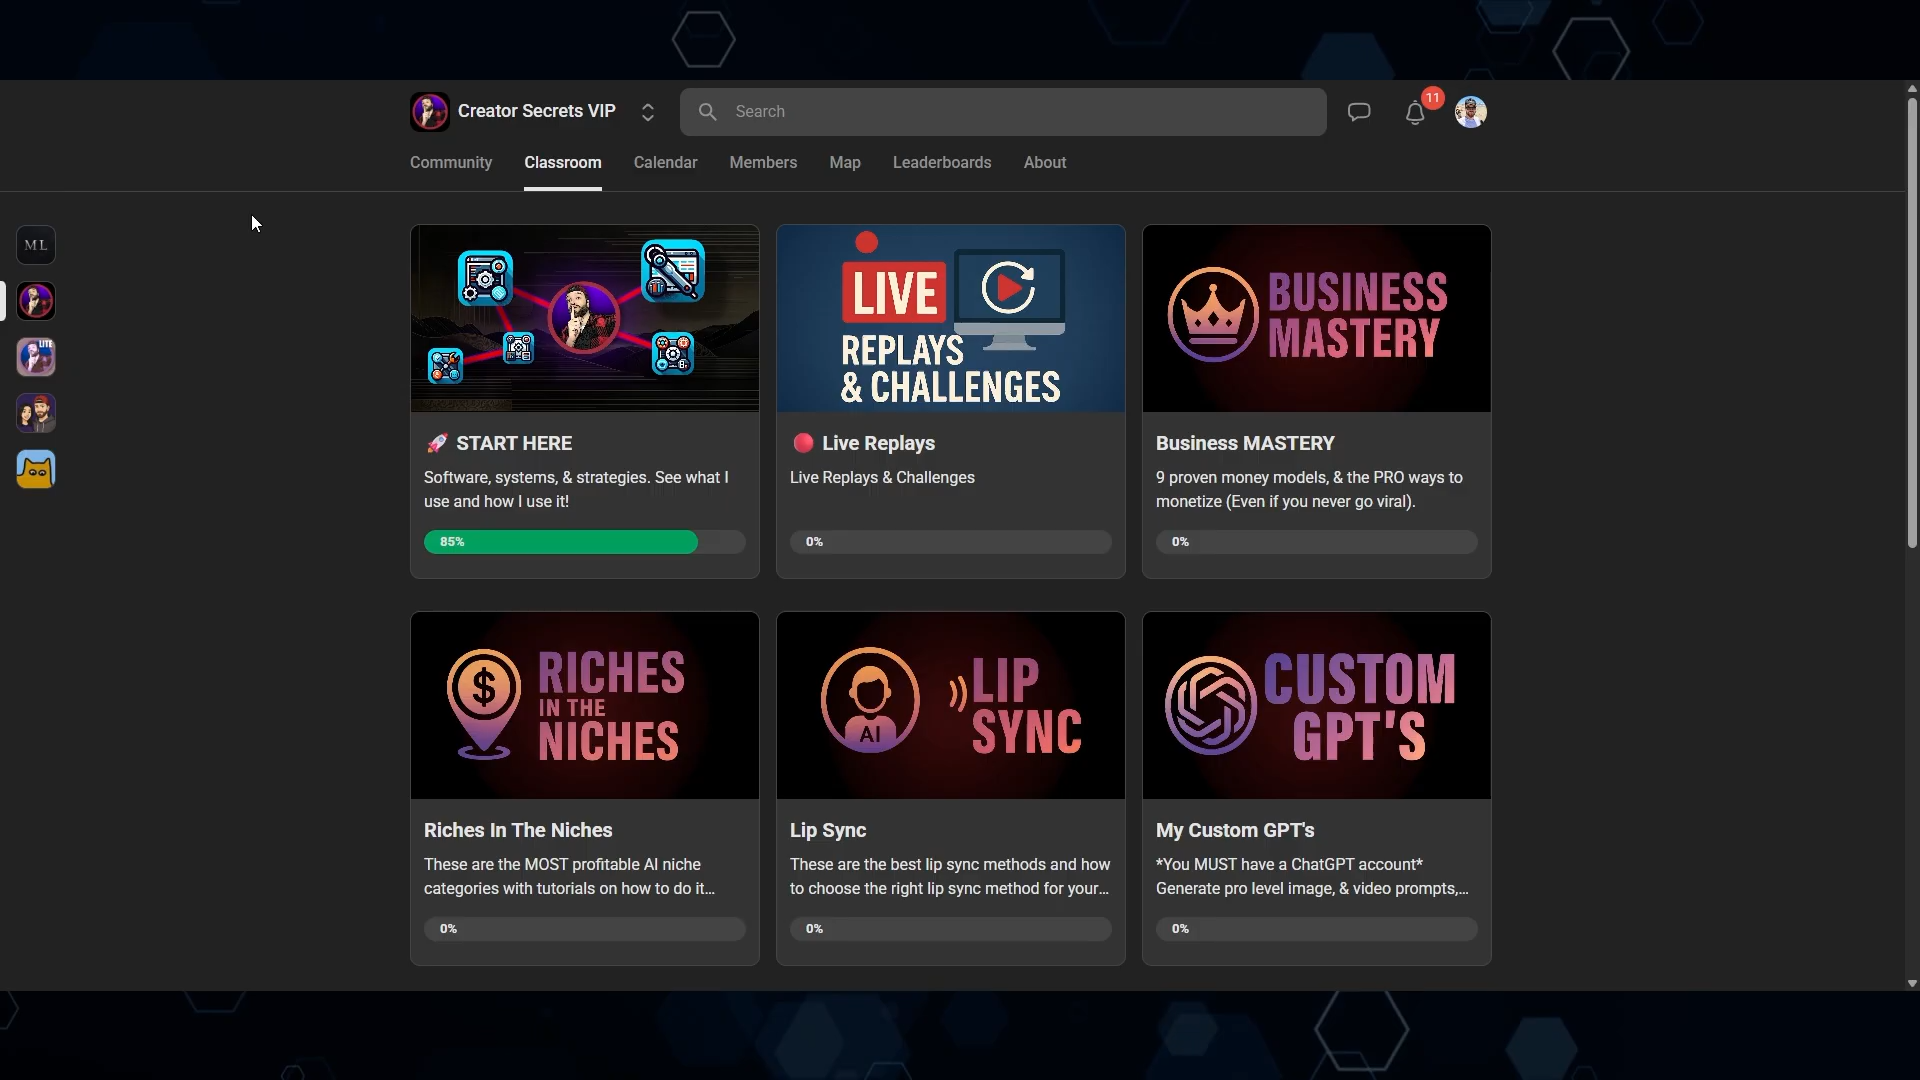 Creator Secrets VIP
Search
11
Community
Classroom
Calendar
Members
Map
Leaderboards
About
ML
LITE
LIVE
REPLAYS
& CHALLENGES
BUSINESS
MASTERY
🚀 START HERE
Software, systems, & strategies. See what I
use and how I use it!
85%
🔴 Live Replays
Live Replays & Challenges
0%
Business MASTERY
9 proven money models, & the PRO ways to
monetize (Even if you never go viral).
0%
$
RICHES
IN THE
NICHES
AI
LIP
SYNC
CUSTOM
GPT'S
Riches In The Niches
These are the MOST profitable AI niche
categories with tutorials on how to do it...
0%
Lip Sync
These are the best lip sync methods and how
to choose the right lip sync method for your...
0%
My Custom GPT's
*You MUST have a ChatGPT account*
Generate pro level image, & video prompts,...
0%